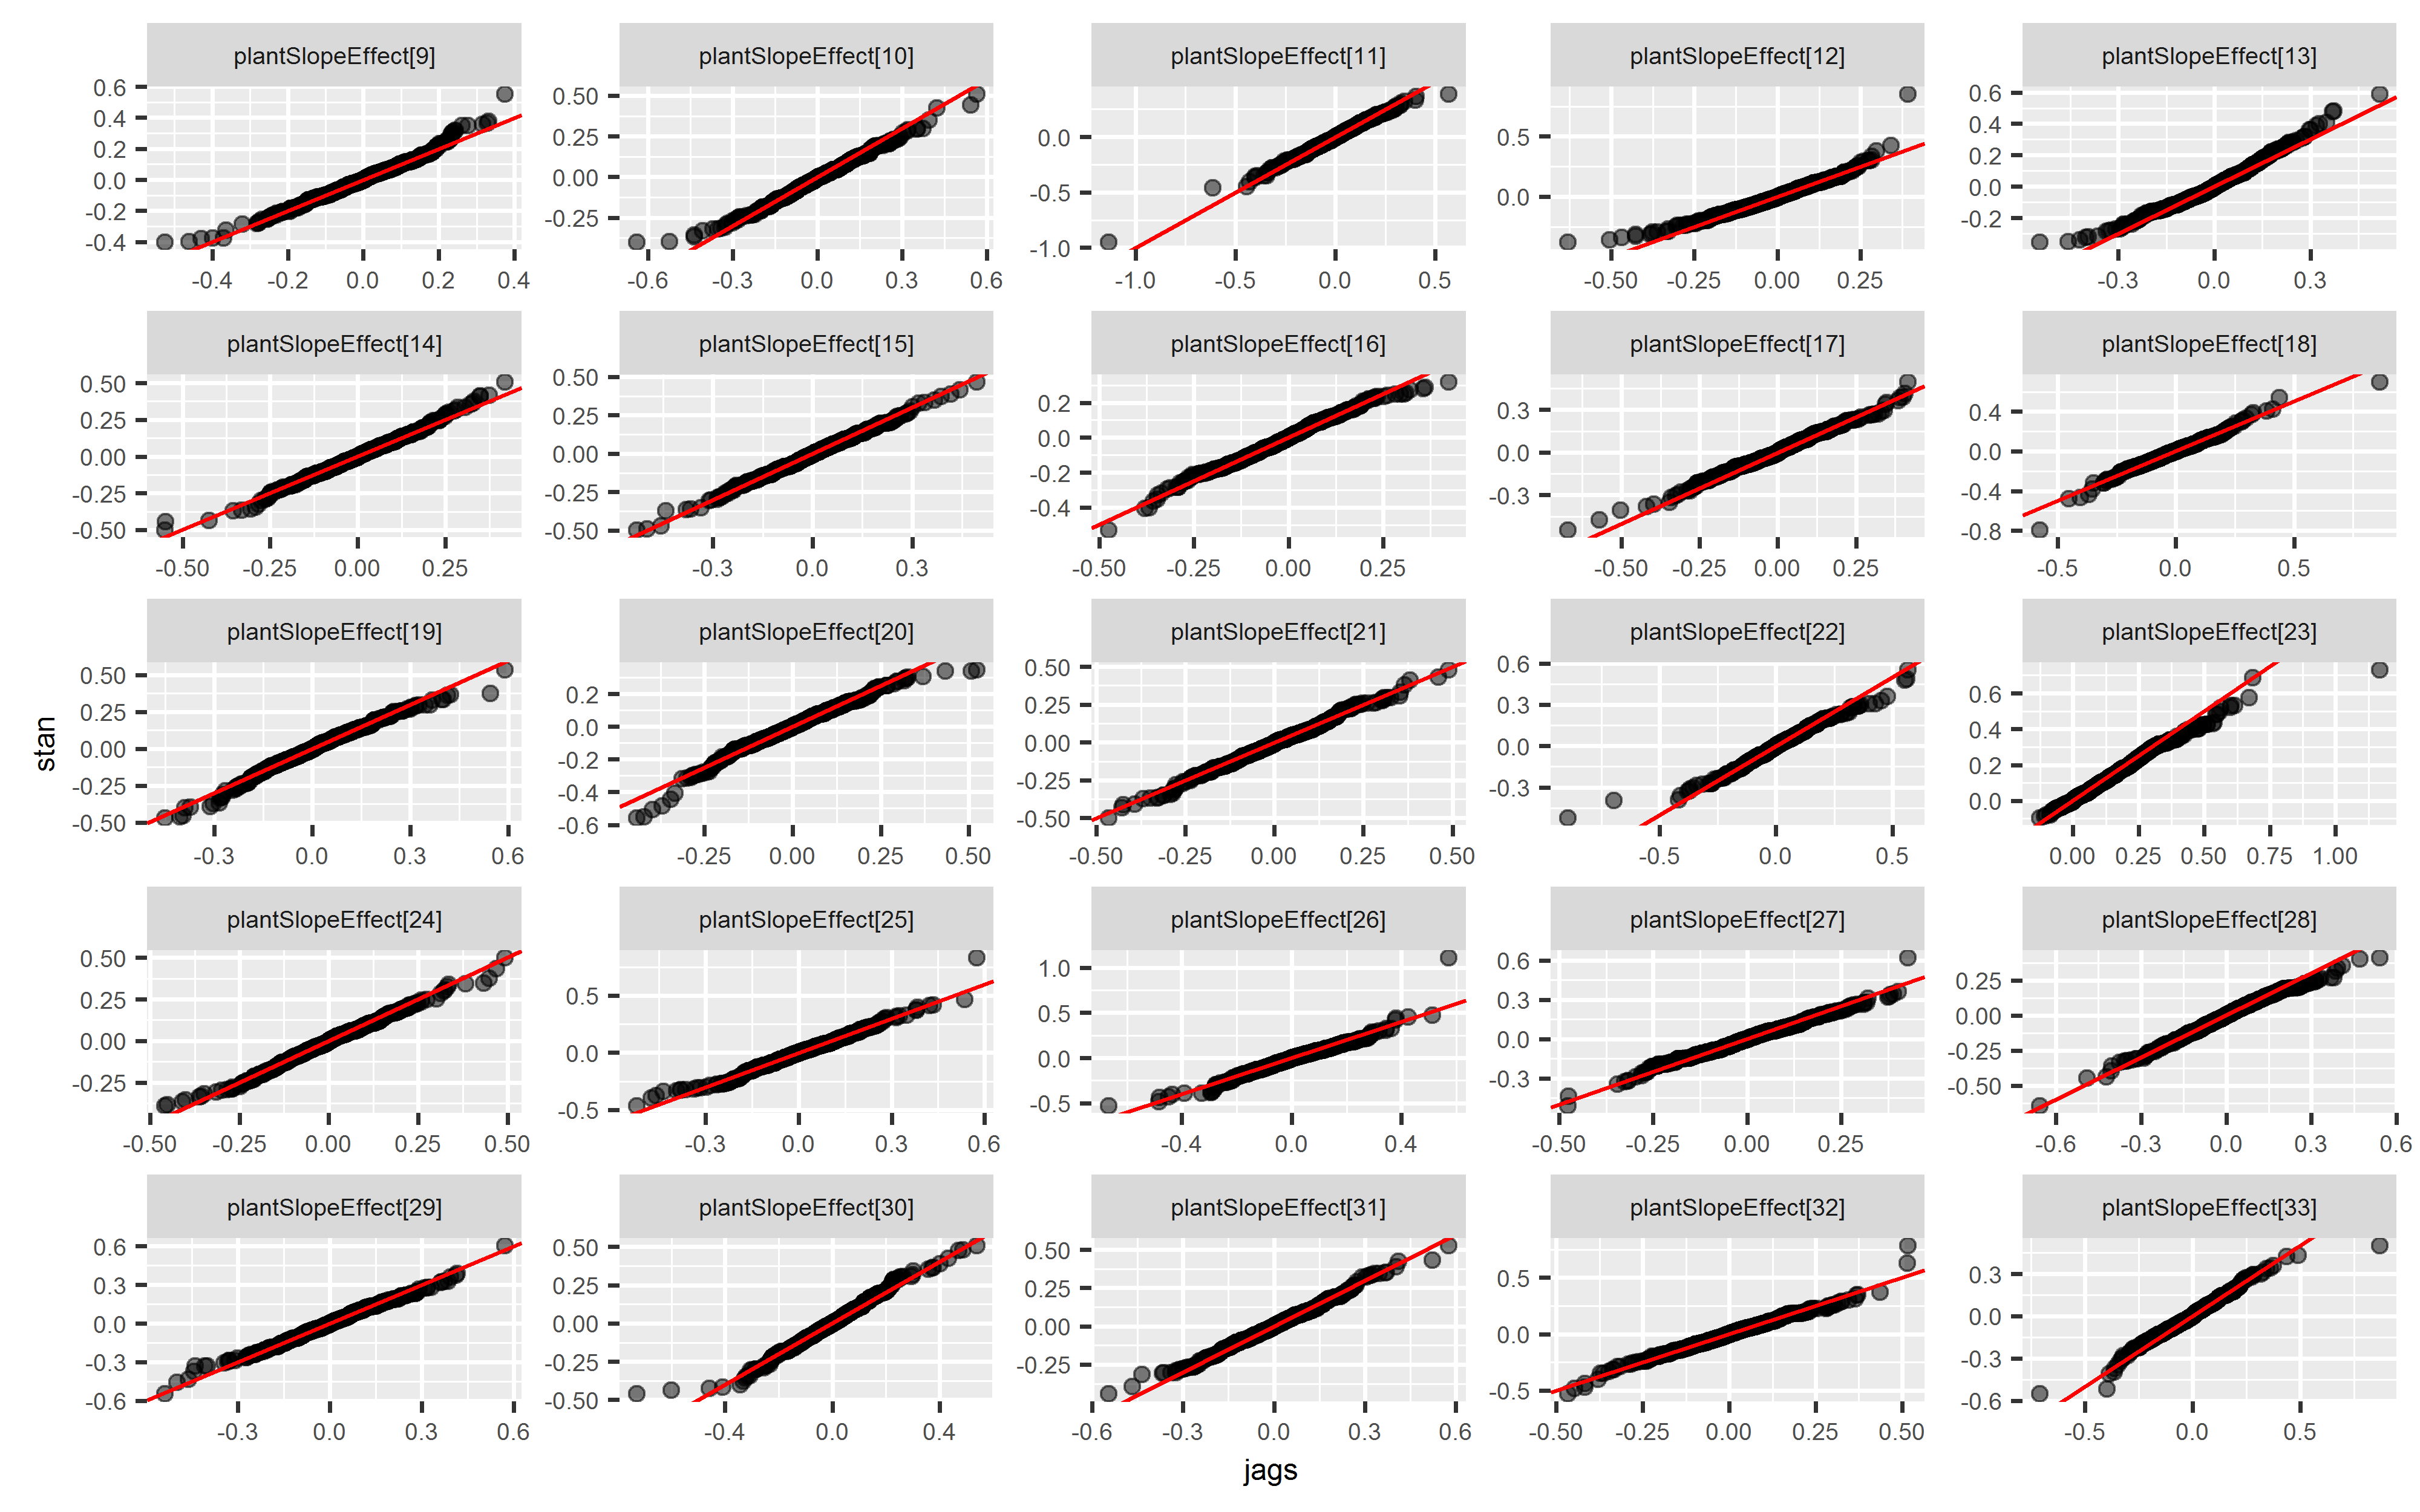 plantSlopeEffect[9] plantSlopeEffect[10] plantSlopeEffect[11] plantSlopeEffect[12] plantSlopeEffect[13]
0.6 0.4 0.2 0.0 -0.2 -0.4
0.50 0.25 0.00 -0.25
0.0 -0.5 -1.0
0.5 0.0
0.6 0.4 0.2 0.0 -0.2
-0.4 -0.2 0.0 0.2 0.4
-0.6 -0.3 0.0 0.3 0.6
-1.0 -0.5 0.0 0.5
-0.50 -0.25 0.00 0.25
-0.3 0.0 0.3
plantSlopeEffect[14] plantSlopeEffect[15] plantSlopeEffect[16] plantSlopeEffect[17] plantSlopeEffect[18]
0.50 0.25 0.00 -0.25 -0.50
0.50 0.25 0.00 -0.25 -0.50
0.2 0.0 -0.2 -0.4
0.3 0.0 -0.3
0.4 0.0 -0.4 -0.8
-0.50 -0.25 0.00 0.25
-0.3 0.0 0.3
-0.50 -0.25 0.00 0.25
-0.50 -0.25 0.00 0.25
-0.5 0.0 0.5
plantSlopeEffect[19] plantSlopeEffect[20] plantSlopeEffect[21] plantSlopeEffect[22] plantSlopeEffect[23]
0.50 0.25 0.00 -0.25 -0.50
0.2 0.0 -0.2 -0.4 -0.6
0.50 0.25 0.00 -0.25 -0.50
0.6 0.3 0.0 -0.3
0.6 0.4 0.2 0.0
-0.3 0.0 0.3 0.6
-0.25 0.00 0.25 0.50
-0.50 -0.25 0.00 0.25 0.50
-0.5 0.0 0.5
0.00 0.25 0.50 0.75 1.00
stan
plantSlopeEffect[24] plantSlopeEffect[25] plantSlopeEffect[26] plantSlopeEffect[27] plantSlopeEffect[28]
0.50 0.25 0.00 -0.25
0.5 0.0 -0.5
1.0 0.5 0.0 -0.5
0.6 0.3 0.0 -0.3
0.25 0.00 -0.25 -0.50
-0.50 -0.25 0.00 0.25 0.50
-0.3 0.0 0.3 0.6
-0.4 0.0 0.4
-0.50 -0.25 0.00 0.25
-0.6 -0.3 0.0 0.3 0.6
plantSlopeEffect[29] plantSlopeEffect[30] plantSlopeEffect[31] plantSlopeEffect[32] plantSlopeEffect[33]
0.6 0.3 0.0 -0.3 -0.6
0.50 0.25 0.00 -0.25 -0.50
0.50 0.25 0.00 -0.25
0.5 0.0 -0.5
0.3 0.0 -0.3 -0.6
-0.3 0.0 0.3 0.6
-0.4 0.0 0.4
-0.6 -0.3 0.0 0.3 0.6
-0.50 -0.25 0.00 0.25 0.50
-0.5 0.0 0.5
jags